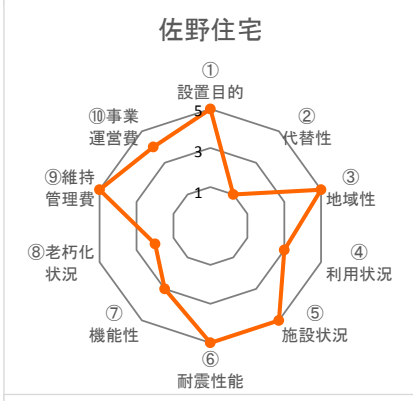 佐野住宅
①
設置目的
②
代替性
③
地域性
④
利用状況
⑤
施設状況
⑥
耐震性能
⑦
機能性
⑧老朽化
状況
⑨維持
管理費
⑩事業
運営費
5
3
1